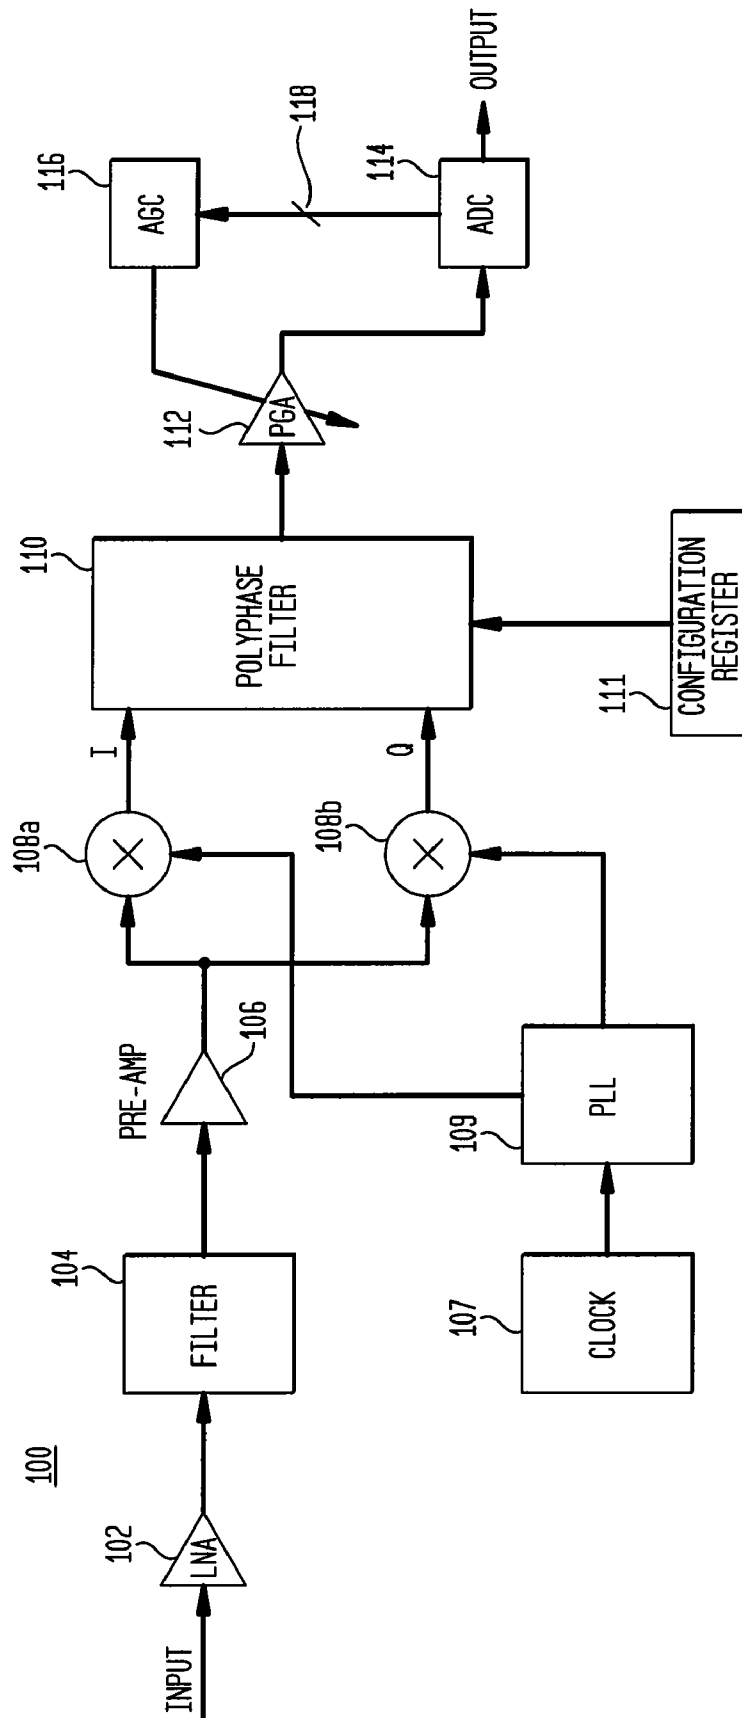 100
INPUT
102
LNA
104
FILTER
PRE-AMP
106
107
CLOCK
109
PLL
108a
108b
I
Q
110
POLYPHASE
FILTER
111
CONFIGURATION
REGISTER
112
PGA
116
AGC
118
114
ADC
OUTPUT